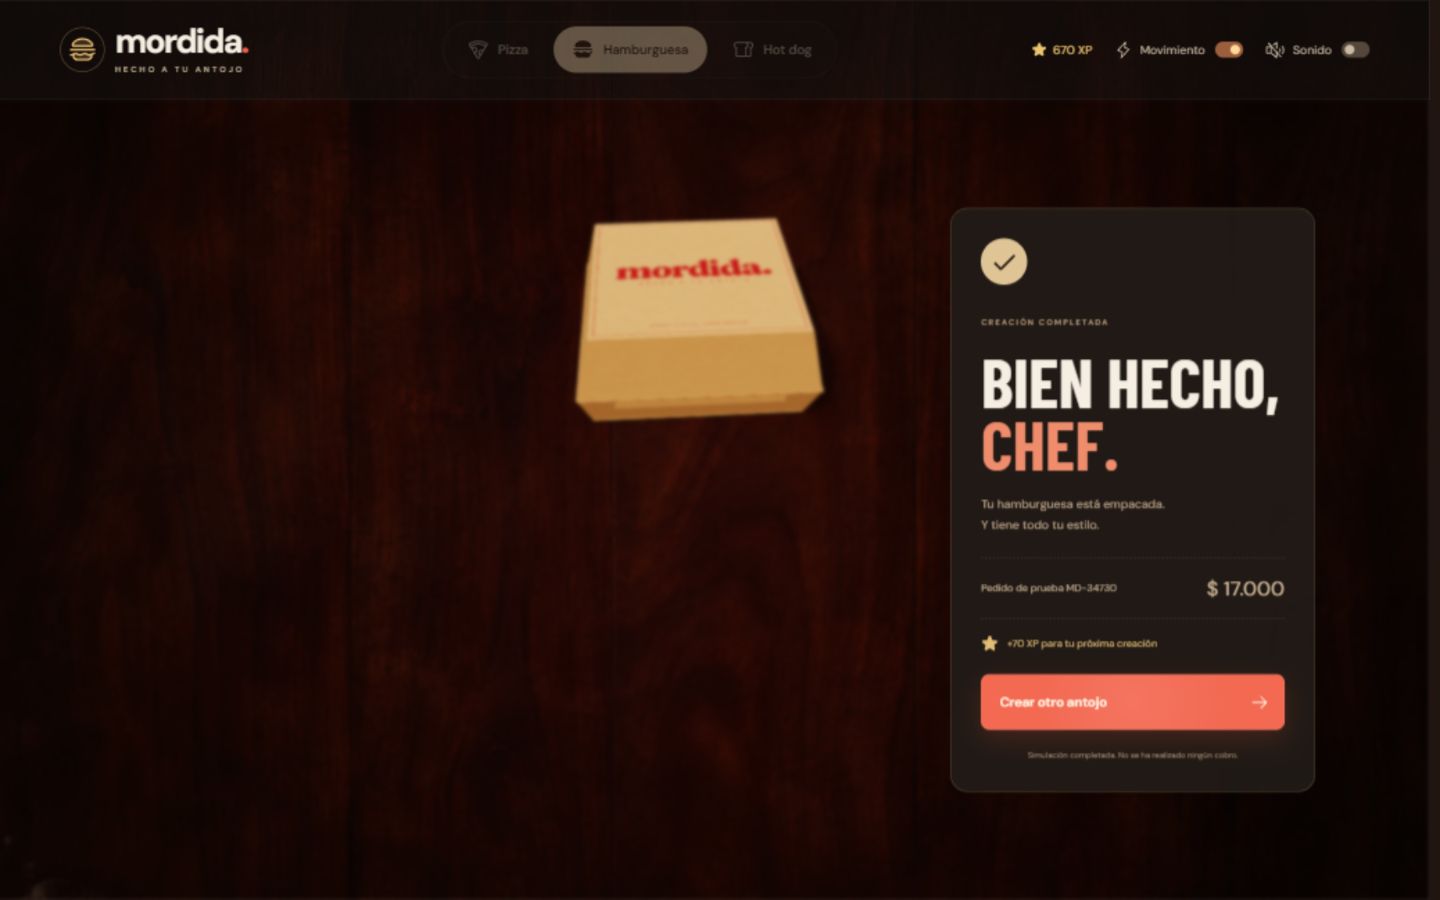 mordida.
HECHO A TU ANTOJO
Pizza
Hamburguesa
Hot dog
670 XP
Movimiento
Sonido
mordida.
CREACIÓN COMPLETADA
BIEN HECHO,
CHEF.
Tu hamburguesa está empacada.
Y tiene todo tu estilo.
Pedido de prueba MD-34730
$ 17.000
+70 XP para tu próxima creación
Crear otro antojo
Simulación completada. No se ha realizado ningún cobro.